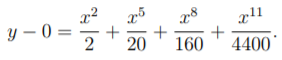 y − 0 = x²/2 + x⁵/20 + x⁸/160 + x¹¹/4400.